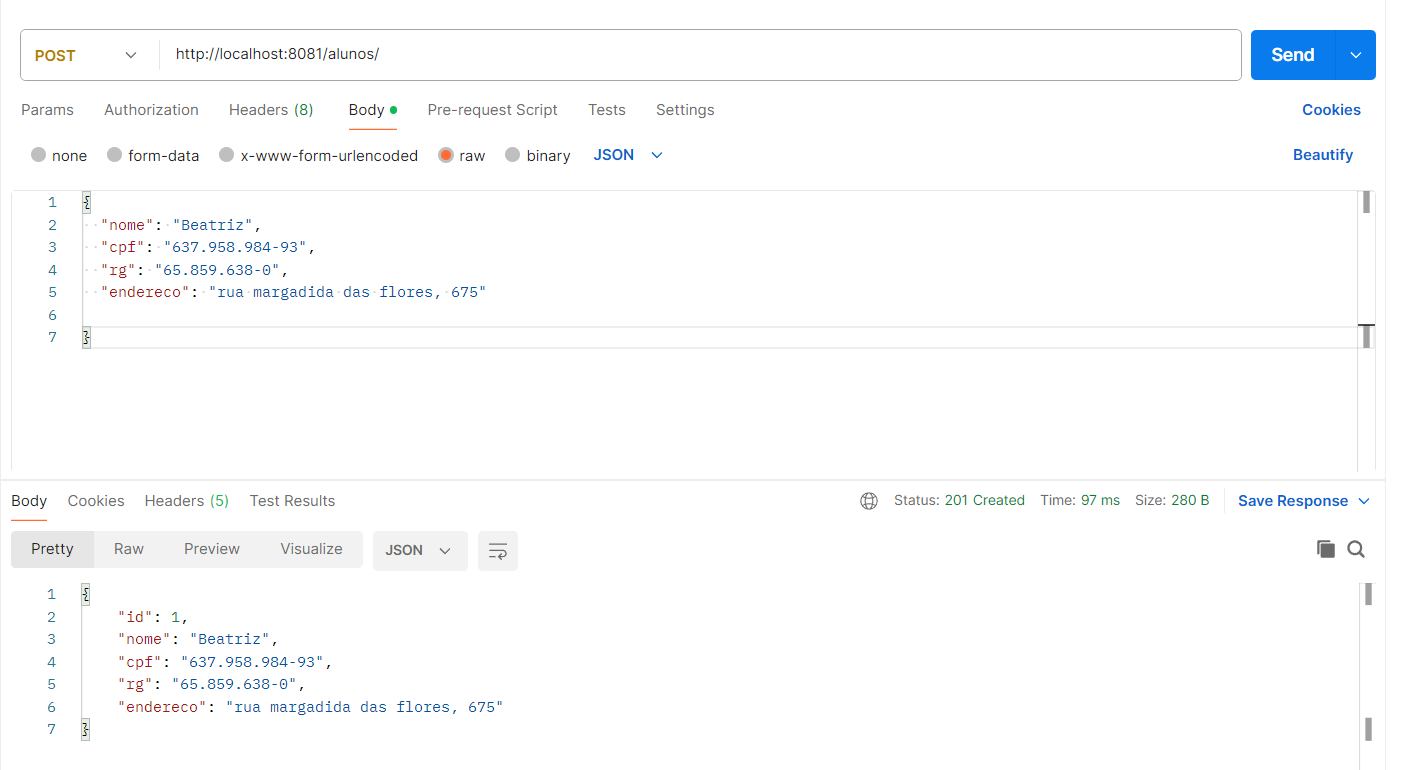 POST http://localhost:8081/alunos/ Send
Params Authorization Headers (8) Body Pre-request Script Tests Settings Cookies
none form-data x-www-form-urlencoded raw binary JSON Beautify
1 {
2 "nome": "Beatriz",
3 "cpf": "637.958.984-93",
4 "rg": "65.859.638-0",
5 "endereco": "rua margadida das flores, 675"
6
7 }
Body Cookies Headers (5) Test Results Status: 201 Created Time: 97 ms Size: 280 B Save Response
Pretty Raw Preview Visualize JSON
1 {
2 "id": 1,
3 "nome": "Beatriz",
4 "cpf": "637.958.984-93",
5 "rg": "65.859.638-0",
6 "endereco": "rua margadida das flores, 675"
7 }